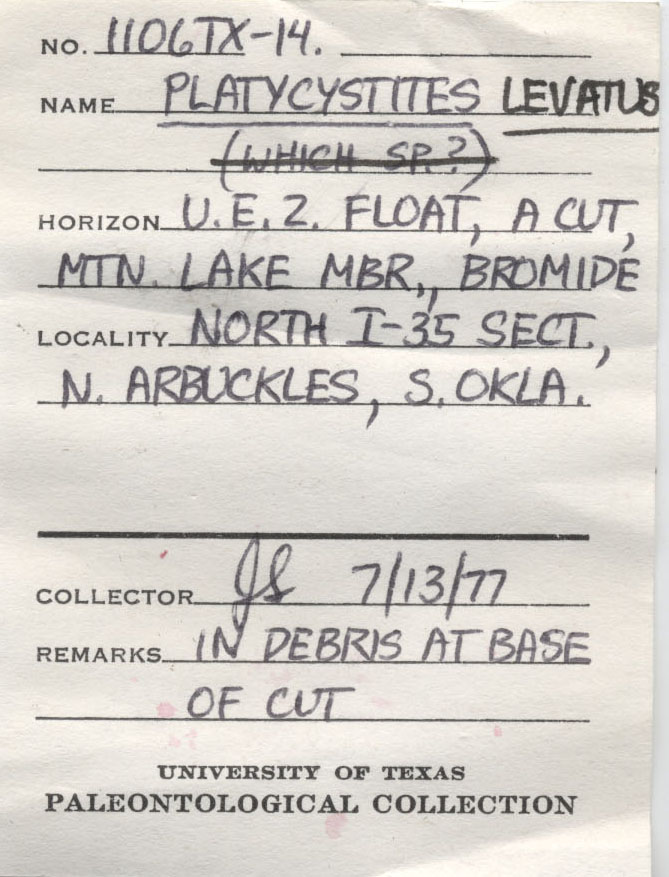 NO. 1106TX-14.
NAME PLATYCYSTITES LEVATUS
(WHICH SP.?)
HORIZON U.E.2. FLOAT, A CUT,
MTN. LAKE MBR., BROMIDE
LOCALITY NORTH I-35 SECT.,
N. ARBUCKLES, S. OKLA.
COLLECTOR JS 7/13/77
REMARKS IN DEBRIS AT BASE
OF CUT
UNIVERSITY OF TEXAS
PALEONTOLOGICAL COLLECTION